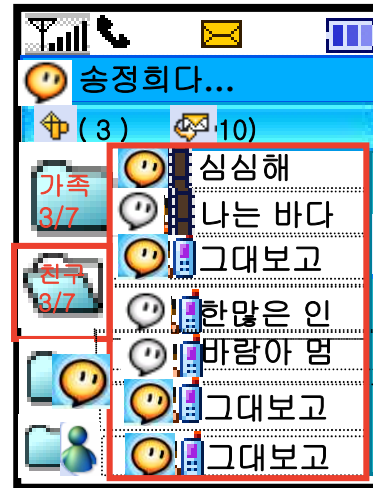 송정희다...
(3) 10)
가족
3/7
친구
3/7
심심해
나는 바다
그대보고
한많은 인
바람아 멈
그대보고
그대보고